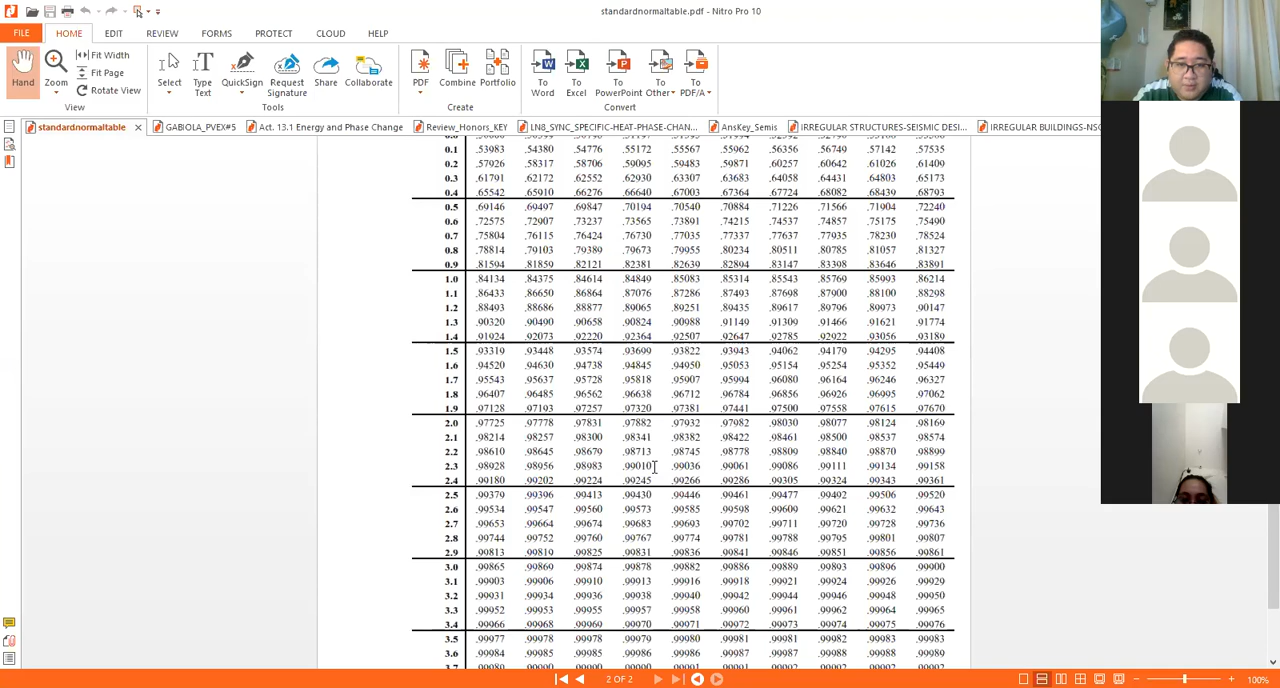 standardnormaltable.pdf - Nitro Pro 10
FILE HOME EDIT REVIEW FORMS PROTECT CLOUD HELP
Hand
Zoom
Fit Width
Fit Page
Rotate View
View
Select
Type Text
QuickSign
Request Signature
Share
Collaborate
Tools
PDF
Combine
Portfolio
Create
To Word
To Excel
To PowerPoint
To Other
To PDF/A
Convert
standardnormaltable GABIOLA_PVEX#5 Act. 13.1 Energy and Phase Change Review_Honors_KEY LN8_SYNC_SPECIFIC-HEAT-PHASE-CHAN... AnsKey_Semis IRREGULAR STRUCTURES-SEISMIC DESI... IRREGULAR BUILDINGS-NSC
0.1 .53983 .54380 .54776 .55172 .55567 .55962 .56356 .56749 .57142 .57535
0.2 .57926 .58317 .58706 .59095 .59483 .59871 .60257 .60642 .61026 .61409
0.3 .61791 .62172 .62552 .62930 .63307 .63683 .64058 .64431 .64803 .65173
0.4 .65542 .65910 .66276 .66640 .67003 .67364 .67724 .68082 .68439 .68793
0.5 .69146 .69497 .69847 .70194 .70540 .70884 .71226 .71566 .71904 .72240
0.6 .72575 .72907 .73237 .73565 .73891 .74215 .74537 .74857 .75175 .75490
0.7 .75804 .76115 .76424 .76730 .77035 .77337 .77637 .77935 .78230 .78524
0.8 .78814 .79103 .79389 .79673 .79955 .80234 .80511 .80785 .81057 .81327
0.9 .81594 .81859 .82121 .82381 .82639 .82894 .83147 .83398 .83646 .83891
1.0 .84134 .84375 .84614 .84849 .85083 .85314 .85543 .85769 .85993 .86214
1.1 .86433 .86650 .86864 .87076 .87286 .87493 .87698 .87900 .88100 .88298
1.2 .88493 .88686 .88877 .89065 .89251 .89435 .89617 .89796 .89973 .90147
1.3 .90320 .90490 .90658 .90824 .90988 .91149 .91309 .91466 .91621 .91774
1.4 .91924 .92073 .92220 .92364 .92507 .92647 .92785 .92922 .93056 .93189
1.5 .93319 .93448 .93574 .93699 .93822 .93943 .94062 .94179 .94295 .94408
1.6 .94520 .94630 .94738 .94845 .94950 .95053 .95154 .95254 .95352 .95449
1.7 .95543 .95637 .95728 .95818 .95907 .95994 .96080 .96164 .96246 .96327
1.8 .96407 .96485 .96562 .96638 .96712 .96784 .96856 .96926 .96995 .97062
1.9 .97128 .97193 .97257 .97320 .97381 .97441 .97500 .97558 .97615 .97670
2.0 .97725 .97778 .97831 .97882 .97932 .97982 .98030 .98077 .98124 .98169
2.1 .98214 .98257 .98300 .98341 .98382 .98422 .98461 .98500 .98537 .98574
2.2 .98610 .98645 .98679 .98713 .98745 .98778 .98809 .98840 .98870 .98899
2.3 .98928 .98956 .98983 .99010 .99036 .99061 .99086 .99111 .99134 .99158
2.4 .99180 .99202 .99224 .99245 .99266 .99286 .99305 .99324 .99343 .99361
2.5 .99379 .99396 .99413 .99430 .99446 .99461 .99477 .99492 .99506 .99520
2.6 .99534 .99547 .99560 .99573 .99585 .99598 .99609 .99621 .99632 .99643
2.7 .99653 .99664 .99674 .99683 .99693 .99702 .99711 .99720 .99728 .99736
2.8 .99744 .99752 .99760 .99767 .99774 .99781 .99788 .99795 .99801 .99807
2.9 .99813 .99819 .99825 .99831 .99836 .99841 .99846 .99851 .99856 .99861
3.0 .99865 .99869 .99874 .99878 .99882 .99886 .99889 .99893 .99896 .99900
3.1 .99903 .99906 .99910 .99913 .99916 .99918 .99921 .99924 .99926 .99929
3.2 .99931 .99934 .99936 .99938 .99940 .99942 .99944 .99946 .99948 .99950
3.3 .99952 .99953 .99955 .99957 .99958 .99960 .99961 .99962 .99964 .99965
3.4 .99966 .99968 .99969 .99970 .99971 .99972 .99973 .99974 .99975 .99976
3.5 .99977 .99978 .99978 .99979 .99980 .99981 .99981 .99982 .99983 .99983
3.6 .99984 .99985 .99985 .99986 .99986 .99987 .99987 .99988 .99988 .99989
2 OF 2
100%